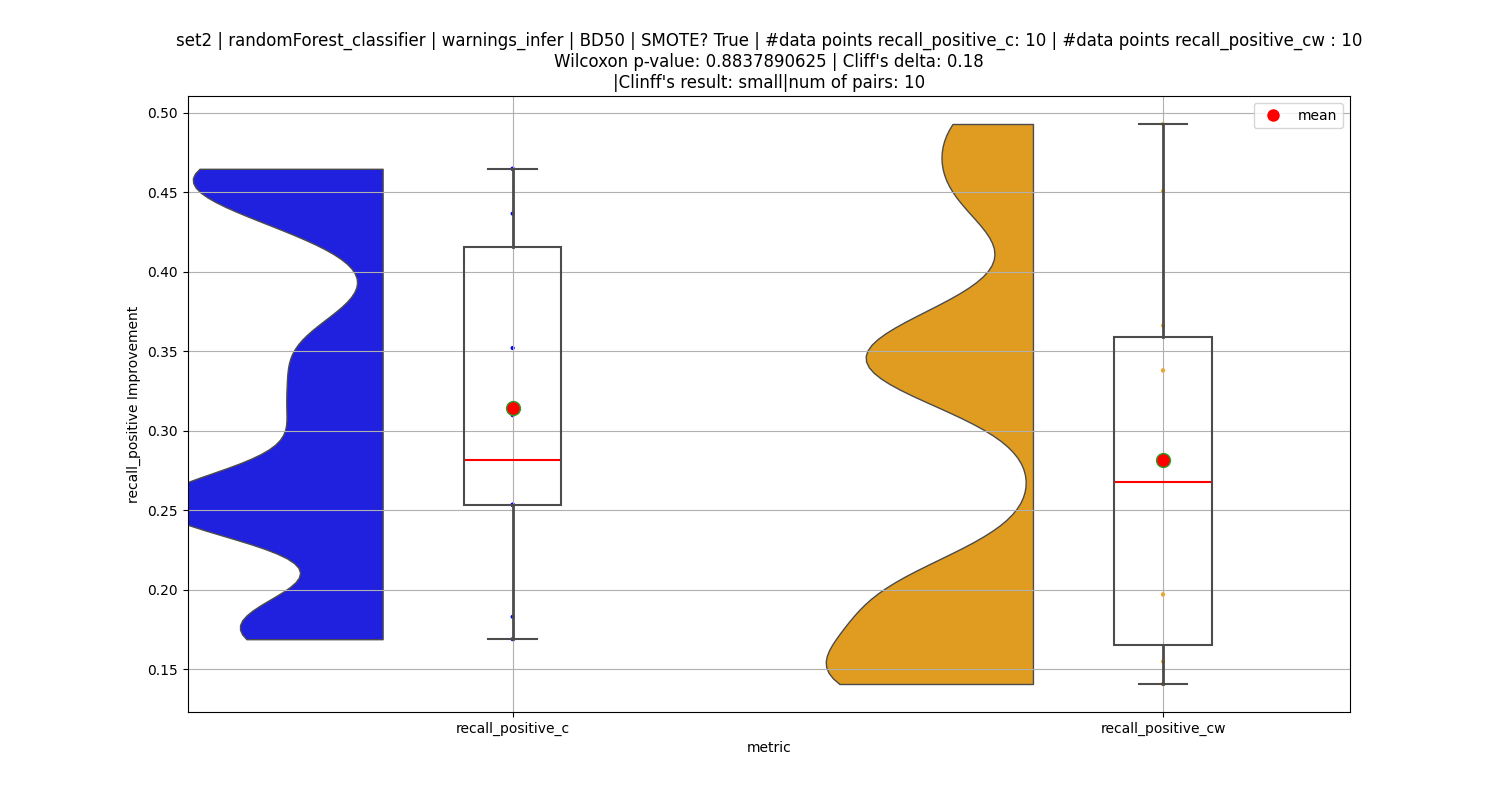 set2 | randomForest_classifier | warnings_infer | BD50 | SMOTE? True | #data points recall_positive_c: 10 | #data points recall_positive_cw : 10
Wilcoxon p-value: 0.8837890625 | Cliff's delta: 0.18
|Clinff's result: small|num of pairs: 10
mean
0.50
0.45
0.40
0.35
0.30
0.25
0.20
0.15
recall_positive Improvement
recall_positive_c
recall_positive_cw
metric